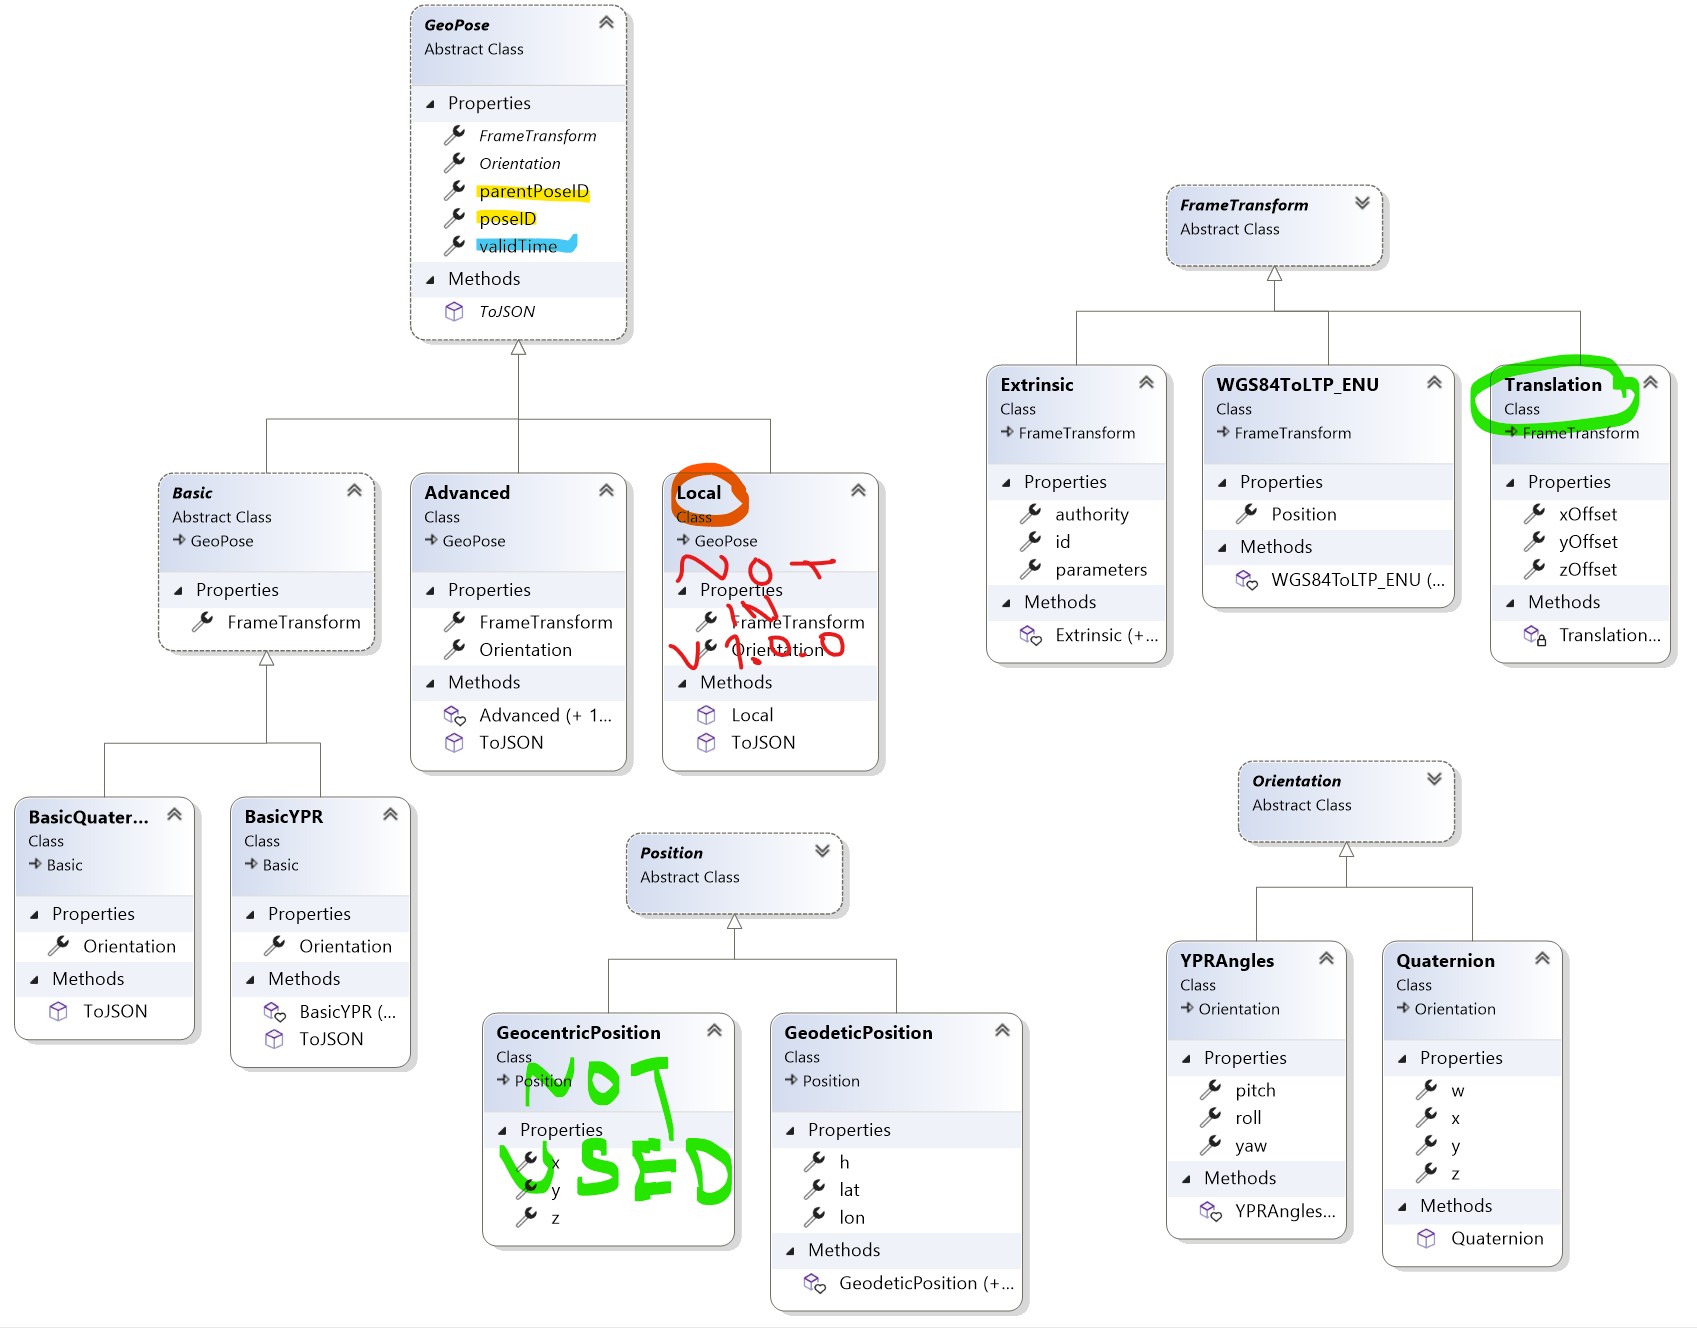 GeoPose
Abstract Class
Properties
FrameTransform
Orientation
parentPoseID
poseID
validTime
Methods
ToJSON
Basic
Abstract Class
GeoPose
Properties
FrameTransform
Advanced
Class
GeoPose
Properties
FrameTransform
Orientation
Methods
Advanced (+ 1...
ToJSON
Local
Class
GeoPose
NOT
Properties
IN
FrameTransform
V 1.0.0
Orientation
Methods
Local
ToJSON
BasicQuater...
Class
Basic
Properties
Orientation
Methods
ToJSON
BasicYPR
Class
Basic
Properties
Orientation
Methods
BasicYPR (...
ToJSON
FrameTransform
Abstract Class
Extrinsic
Class
FrameTransform
Properties
authority
id
parameters
Methods
Extrinsic (+...
WGS84ToLTP_ENU
Class
FrameTransform
Properties
Position
Methods
WGS84ToLTP_ENU (...
Translation
Class
FrameTransform
Properties
xOffset
yOffset
zOffset
Methods
Translation...
Position
Abstract Class
GeocentricPosition
Class
Position
NOT
Properties
USED
x
y
z
GeodeticPosition
Class
Position
Properties
h
lat
lon
Methods
GeodeticPosition (+...
Orientation
Abstract Class
YPRAngles
Class
Orientation
Properties
pitch
roll
yaw
Methods
YPRAngles...
Quaternion
Class
Orientation
Properties
w
x
y
z
Methods
Quaternion